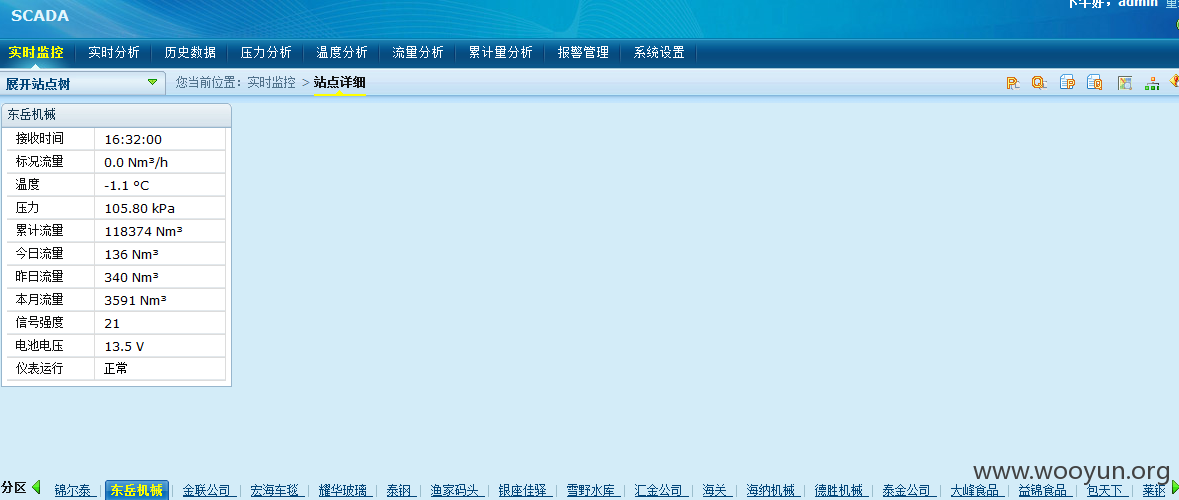 下午好，admin
SCADA
实时监控 实时分析 历史数据 压力分析 温度分析 流量分析 累计量分析 报警管理 系统设置
展开站点树 您当前位置：实时监控 > 站点详细
东岳机械
接收时间 16:32:00
标况流量 0.0 Nm³/h
温度 -1.1 ºC
压力 105.80 kPa
累计流量 118374 Nm³
今日流量 136 Nm³
昨日流量 340 Nm³
本月流量 3591 Nm³
信号强度 21
电池电压 13.5 V
仪表运行 正常
www.wooyun.org
分区 锦尔泰 东岳机械 金联公司 宏海车毯 耀华玻璃 泰钢 渔家码头 银座佳驿 雪野水库 汇金公司 海关 海纳机械 德胜机械 泰金公司 大峰食品 益锦食品 包天下